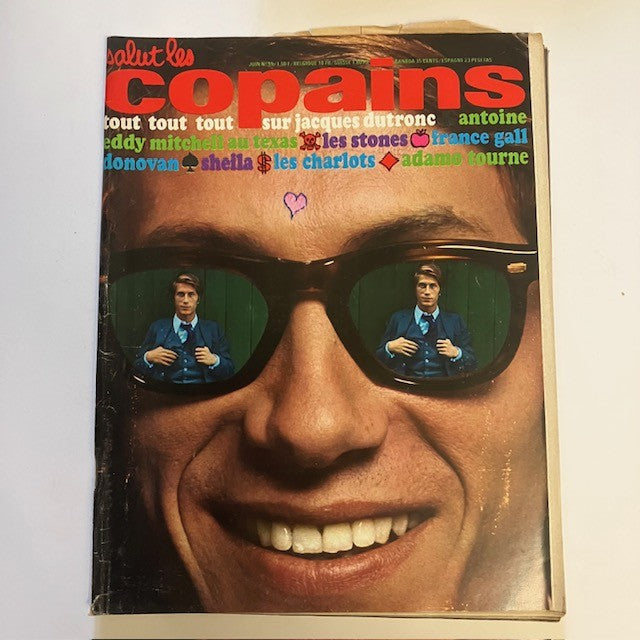 salut les
copains
tout tout tout sur jacques dutronc antoine
eddy mitchell au texas les stones france gall
donovan sheila $ les charlots adamo tourne